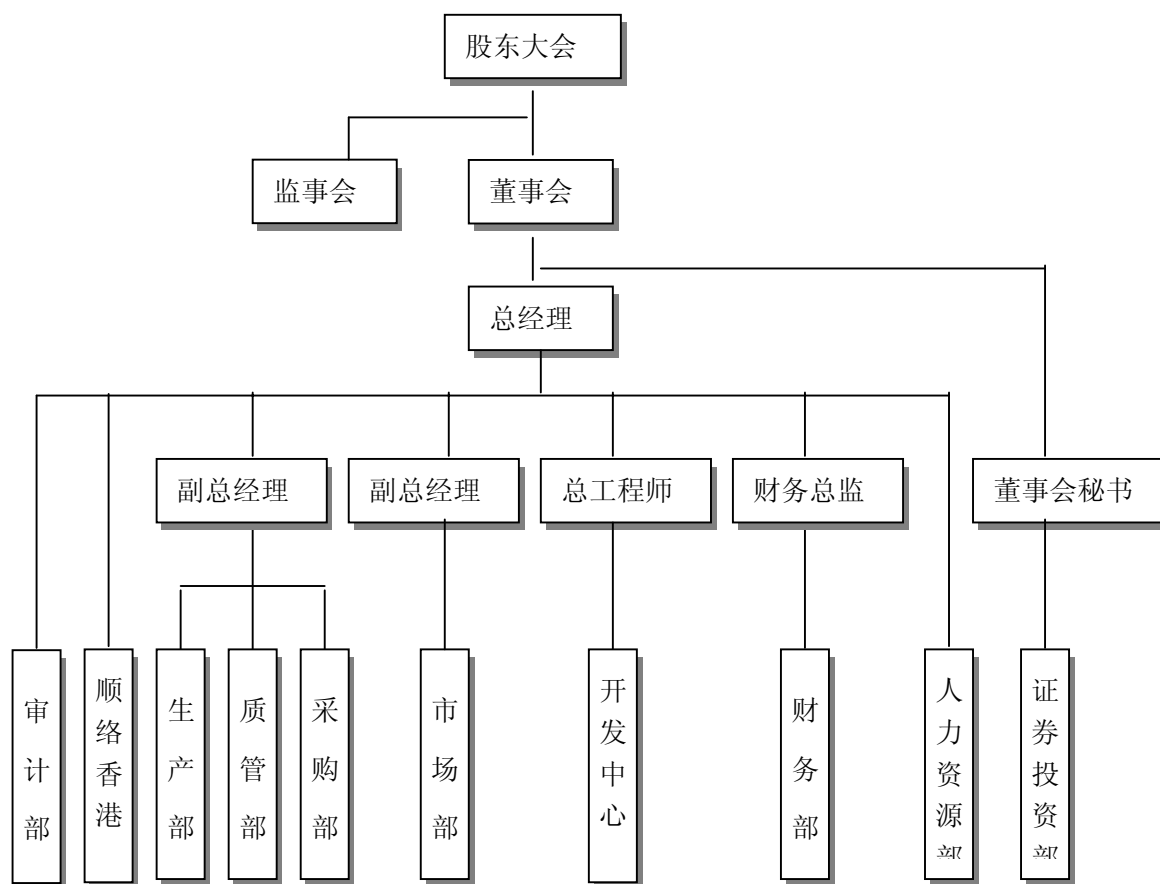 股东大会
监事会
董事会
总经理
副总经理
副总经理
总工程师
财务总监
董事会秘书
审计部
顺络香港
生产部
质管部
采购部
市场部
开发中心
财务部
人力资源部
证券投资部